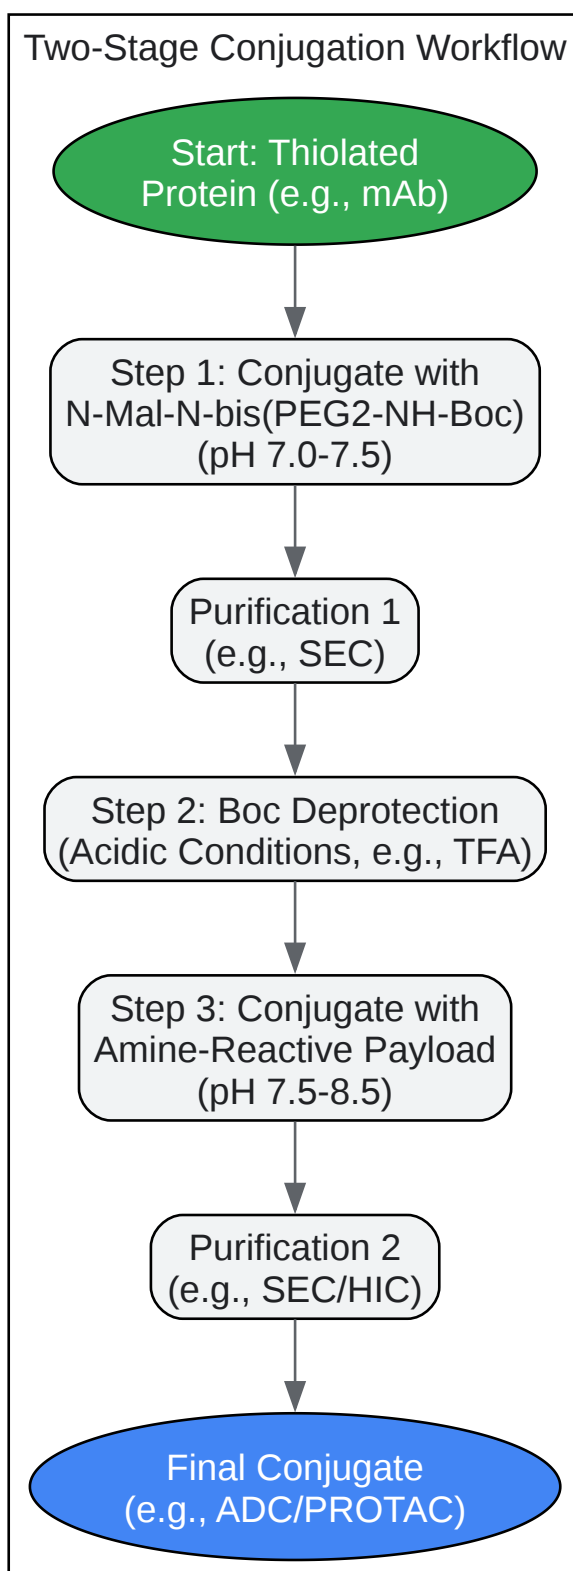 Two-Stage Conjugation Workflow
Start: Thiolated
Protein (e.g., mAb)
Step 1: Conjugate with
N-Mal-N-bis(PEG2-NH-Boc)
(pH 7.0-7.5)
Purification 1
(e.g., SEC)
Step 2: Boc Deprotection
(Acidic Conditions, e.g., TFA)
Step 3: Conjugate with
Amine-Reactive Payload
(pH 7.5-8.5)
Purification 2
(e.g., SEC/HIC)
Final Conjugate
(e.g., ADC/PROTAC)